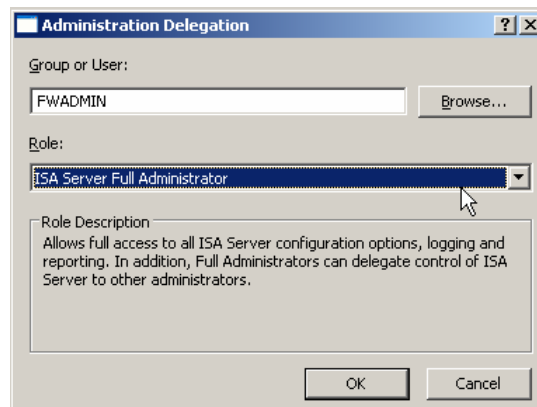 Administration Delegation
Group or User:
FWADMIN
Browse...
Role:
ISA Server Full Administrator
Role Description
Allows full access to all ISA Server configuration options, logging and
reporting. In addition, Full Administrators can delegate control of ISA
Server to other administrators.
OK
Cancel